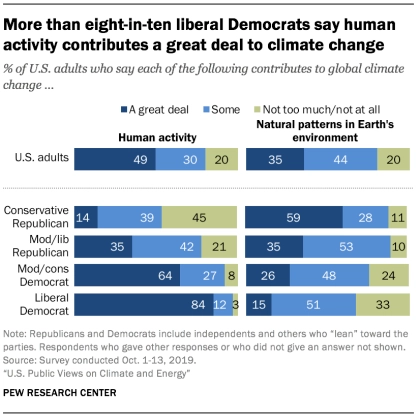 More than eight-in-ten liberal Democrats say human
activity contributes a great deal to climate change
% of U.S. adults who say each of the following contributes to global climate
change ...
A great deal Some Not too much/not at all
Human activity
Natural patterns in Earth's
environment
U.S. adults 49 30 20 35 44 20
Conservative
Republican 14 39 45 59 28 11
Mod/lib
Republican 35 42 21 35 53 10
Mod/cons
Democrat 64 27 8 26 48 24
Liberal
Democrat 84 12 3 15 51 33
Note: Republicans and Democrats include independents and others who “lean” toward the
parties. Respondents who gave other responses or who did not give an answer not shown.
Source: Survey conducted Oct. 1-13, 2019.
“U.S. Public Views on Climate and Energy”
PEW RESEARCH CENTER